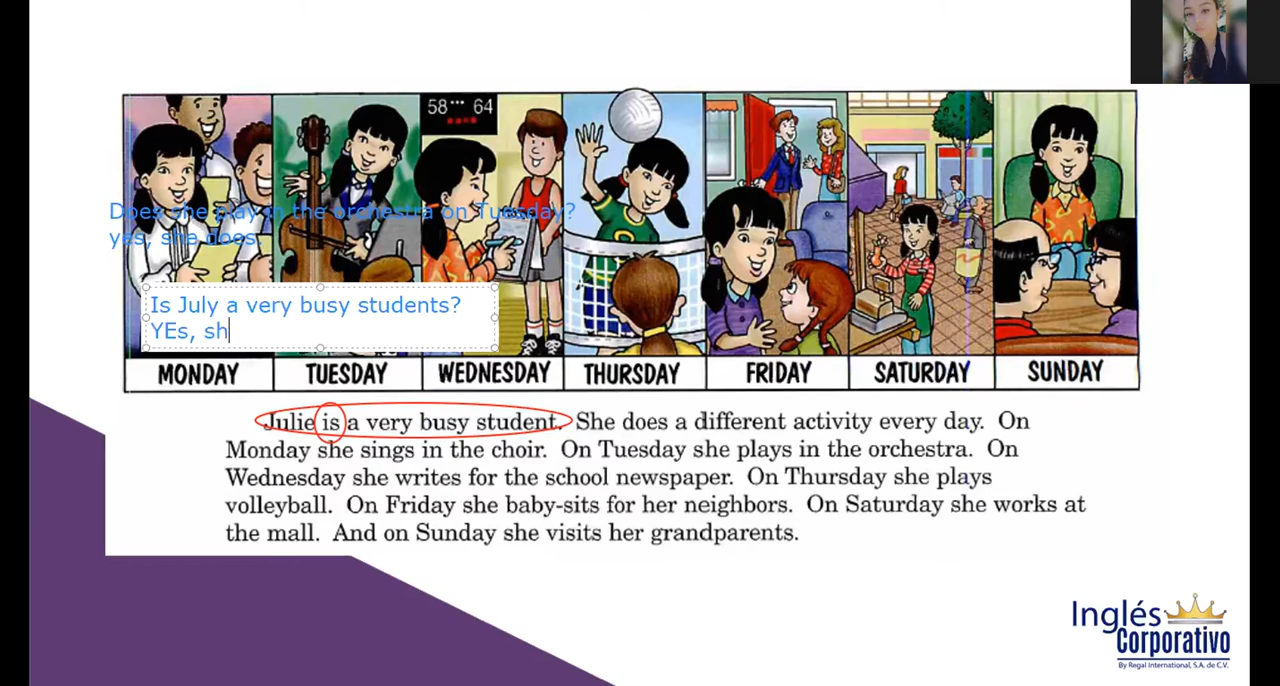 58 64
Does she play in the orchestra on Tuesday?
yes, she does
Is July a very busy students?
YEs, sh
MONDAY TUESDAY WEDNESDAY THURSDAY FRIDAY SATURDAY SUNDAY
Julie is a very busy student. She does a different activity every day. On
Monday she sings in the choir. On Tuesday she plays in the orchestra. On
Wednesday she writes for the school newspaper. On Thursday she plays
volleyball. On Friday she baby-sits for her neighbors. On Saturday she works at
the mall. And on Sunday she visits her grandparents.
Inglés
Corporativo
By Regal International, S.A. de C.V.